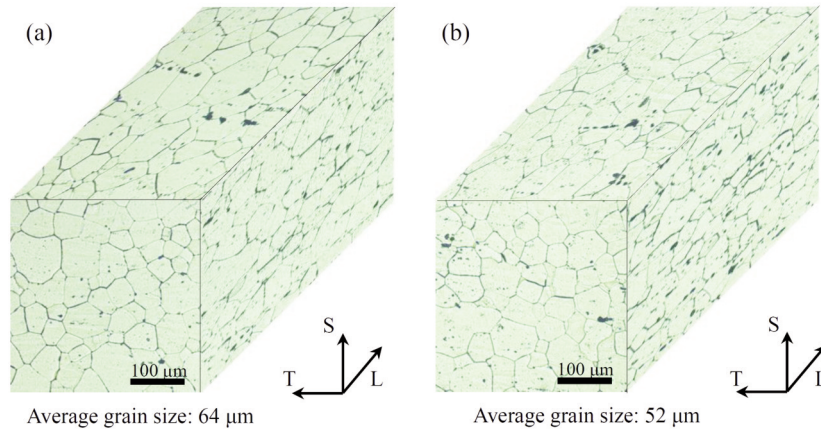 (a)
(b)
S
T
L
100 μm
Average grain size: 64 μm
S
T
100 μm
Average grain size: 52 μm